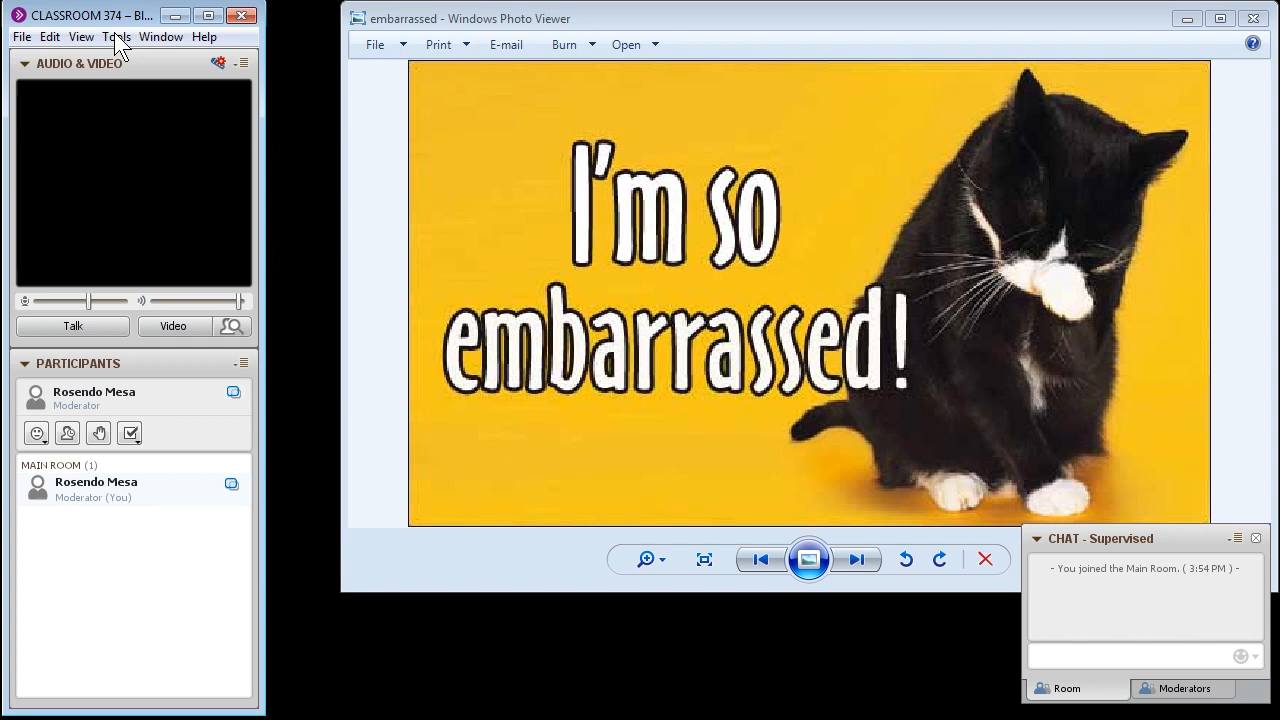 CLASSROOM 374 – Bl...
File Edit View Tools Window Help
AUDIO & VIDEO
Talk Video
PARTICIPANTS
Rosendo Mesa
Moderator
MAIN ROOM (1)
Rosendo Mesa
Moderator (You)
embarrassed - Windows Photo Viewer
File Print E-mail Burn Open
I'm so
embarrassed!
CHAT - Supervised
- You joined the Main Room. ( 3:54 PM ) -
Room Moderators